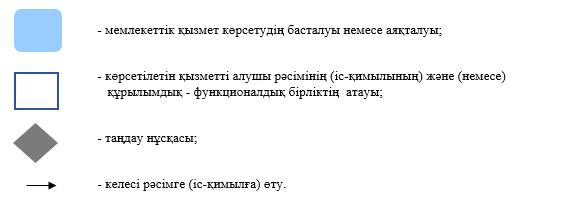 - мемлекеттік қызмет көрсетудің басталуы немесе аяқталуы;
- көрсетілетін қызметті алушы рәсімінің (іс-қимылының) және (немесе)
құрылымдық - функционалдық бірліктің атауы;
- таңдау нұсқасы;
- келесі рәсімге (іс-қимылға) өту.